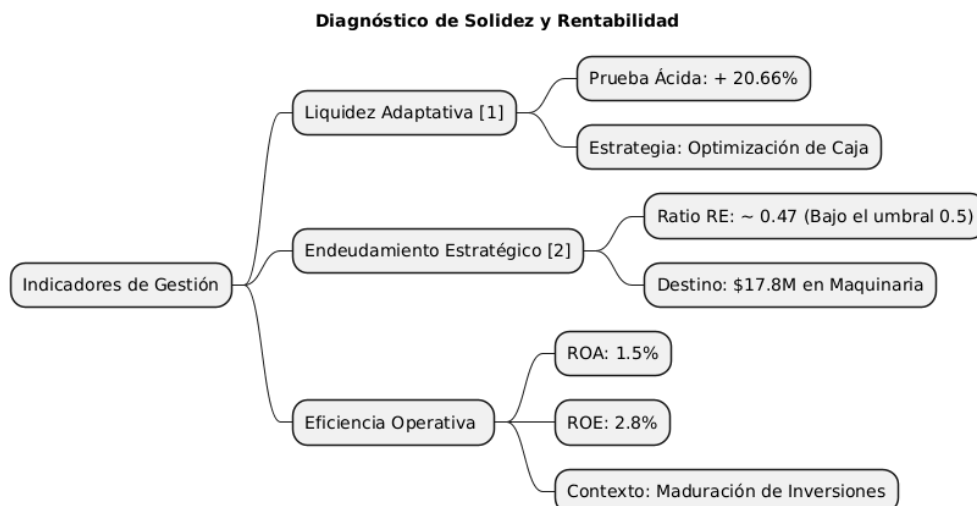 Diagnóstico de Solidez y Rentabilidad
Indicadores de Gestión
Liquidez Adaptativa [1]
Prueba Ácida: + 20.66%
Estrategia: Optimización de Caja
Endeudamiento Estratégico [2]
Ratio RE: ~ 0.47 (Bajo el umbral 0.5)
Destino: $17.8M en Maquinaria
Eficiencia Operativa
ROA: 1.5%
ROE: 2.8%
Contexto: Maduración de Inversiones